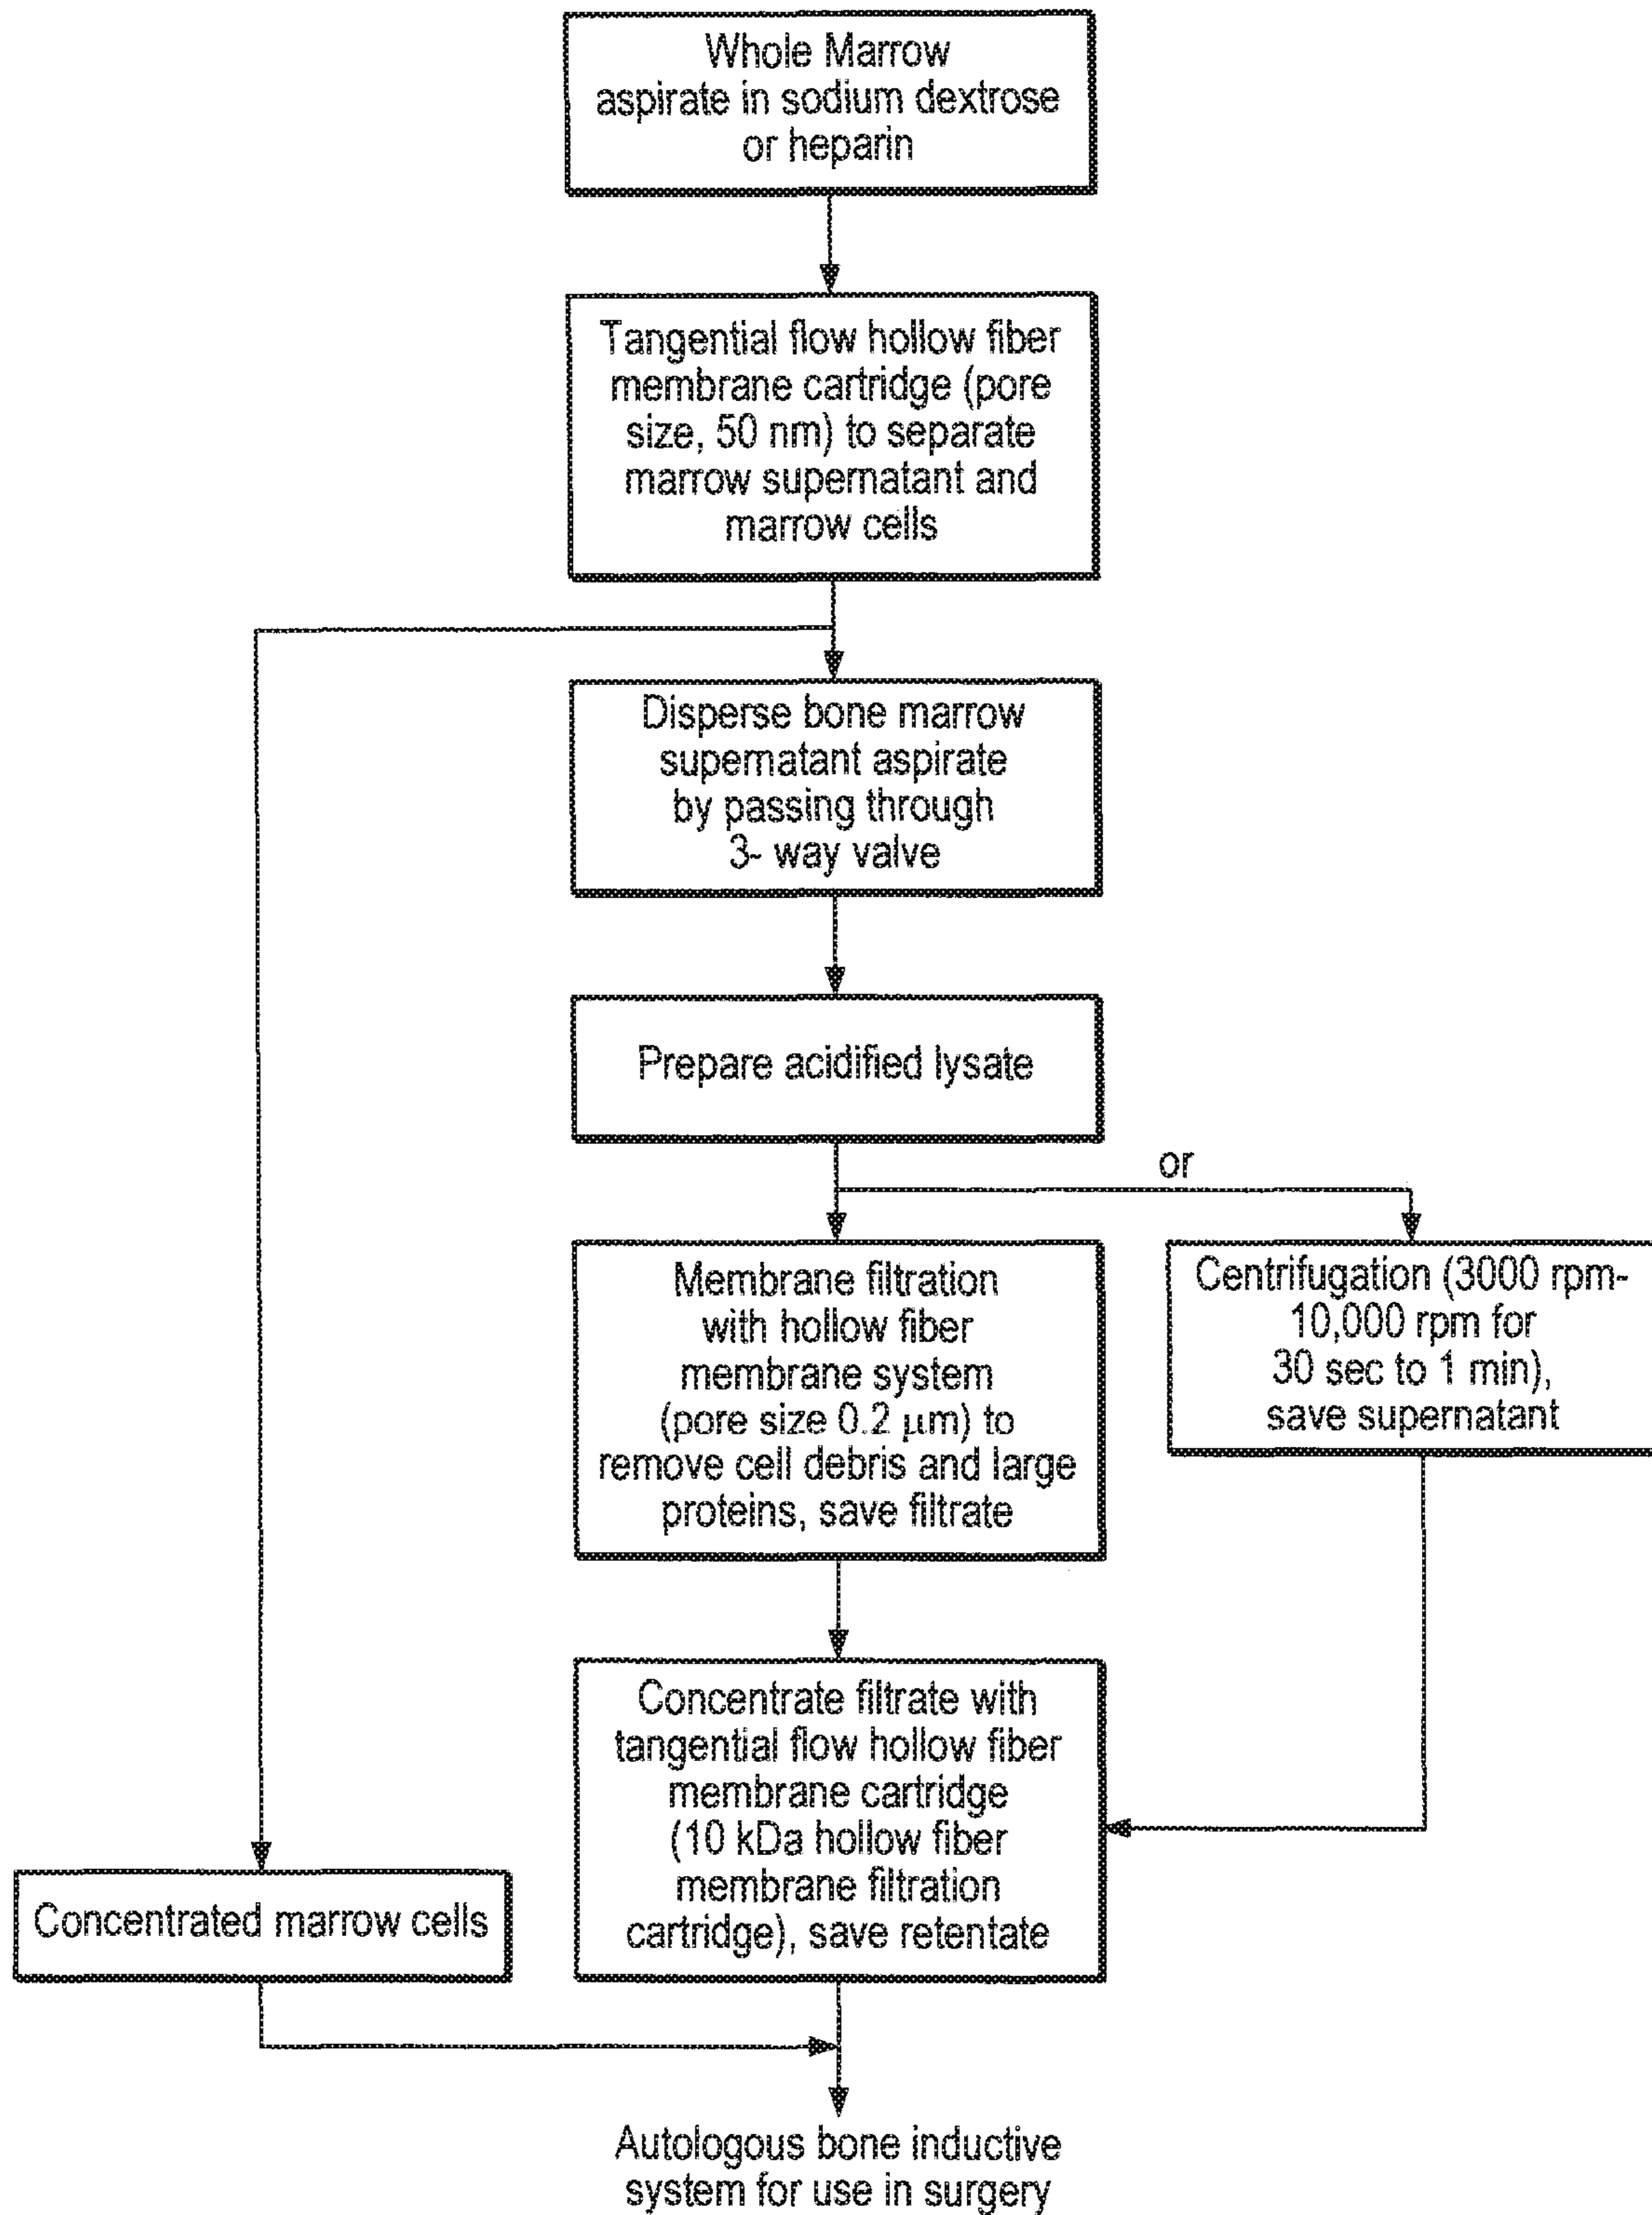 Whole Marrow
aspirate in sodium dextrose
or heparin
Tangential flow hollow fiber
membrane cartridge (pore
size, 50 nm) to separate
marrow supernatant and
marrow cells
Disperse bone marrow
supernatant aspirate
by passing through
3- way valve
Prepare acidified lysate
or
Membrane filtration
with hollow fiber
membrane system
(pore size 0.2 μm) to
remove cell debris and large
proteins, save filtrate
Centrifugation (3000 rpm-
10,000 rpm for
30 sec to 1 min),
save supernatant
Concentrate filtrate with
tangential flow hollow fiber
membrane cartridge
(10 kDa hollow fiber
membrane filtration
cartridge), save retentate
Concentrated marrow cells
Autologous bone inductive
system for use in surgery